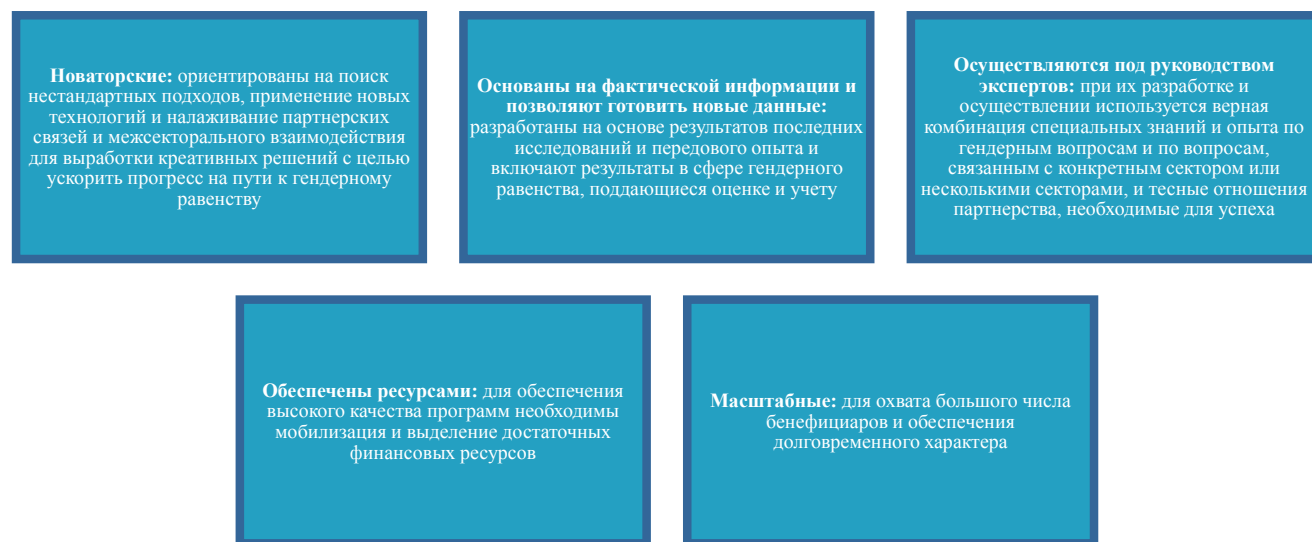 Новаторские: ориентированы на поиск
нестандартных подходов, применение новых
технологий и налаживание партнерских
связей и межсекторального взаимодействия
для выработки креативных решений с целью
ускорить прогресс на пути к гендерному
равенству
Основаны на фактической информации и
позволяют готовить новые данные:
разработаны на основе результатов последних
исследований и передового опыта и
включают результаты в сфере гендерного
равенства, поддающиеся оценке и учету
Осуществляются под руководством
экспертов: при их разработке и
осуществлении используется верная
комбинация специальных знаний и опыта по
гендерным вопросам и по вопросам,
связанным с конкретным сектором или
несколькими секторами, и тесные отношения
партнерства, необходимые для успеха
Обеспечены ресурсами: для обеспечения
высокого качества программ необходимы
мобилизация и выделение достаточных
финансовых ресурсов
Масштабные: для охвата большого числа
бенефициаров и обеспечения
долговременного характера